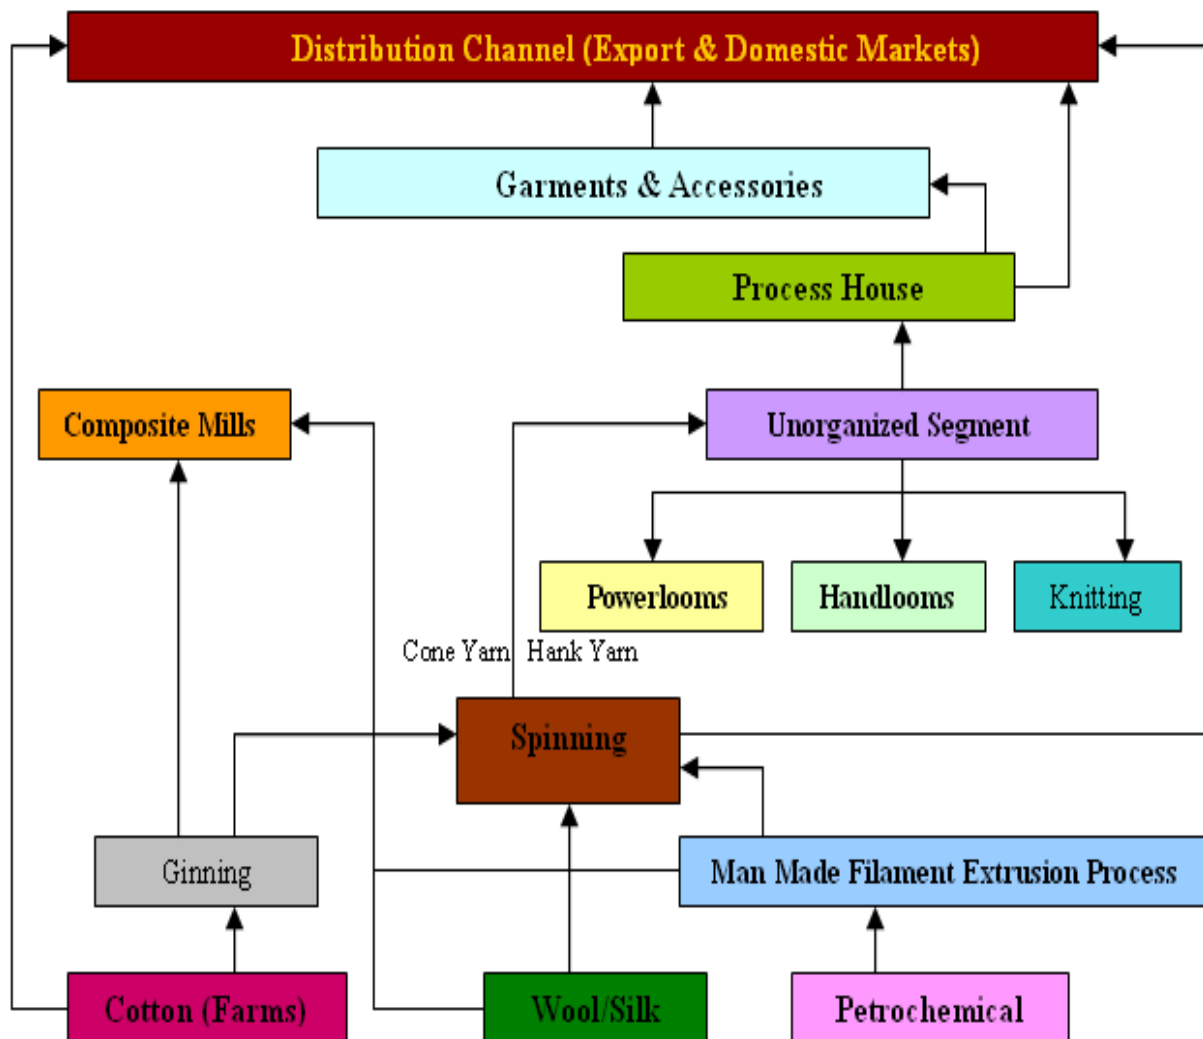 Distribution Channel (Export & Domestic Markets)
Garments & Accessories
Process House
Composite Mills
Unorganized Segment
Powerlooms
Handlooms
Knitting
Cone Yarn
Hank Yarn
Spinning
Ginning
Man Made Filament Extrusion Process
Cotton (Farms)
Wool/Silk
Petrochemical